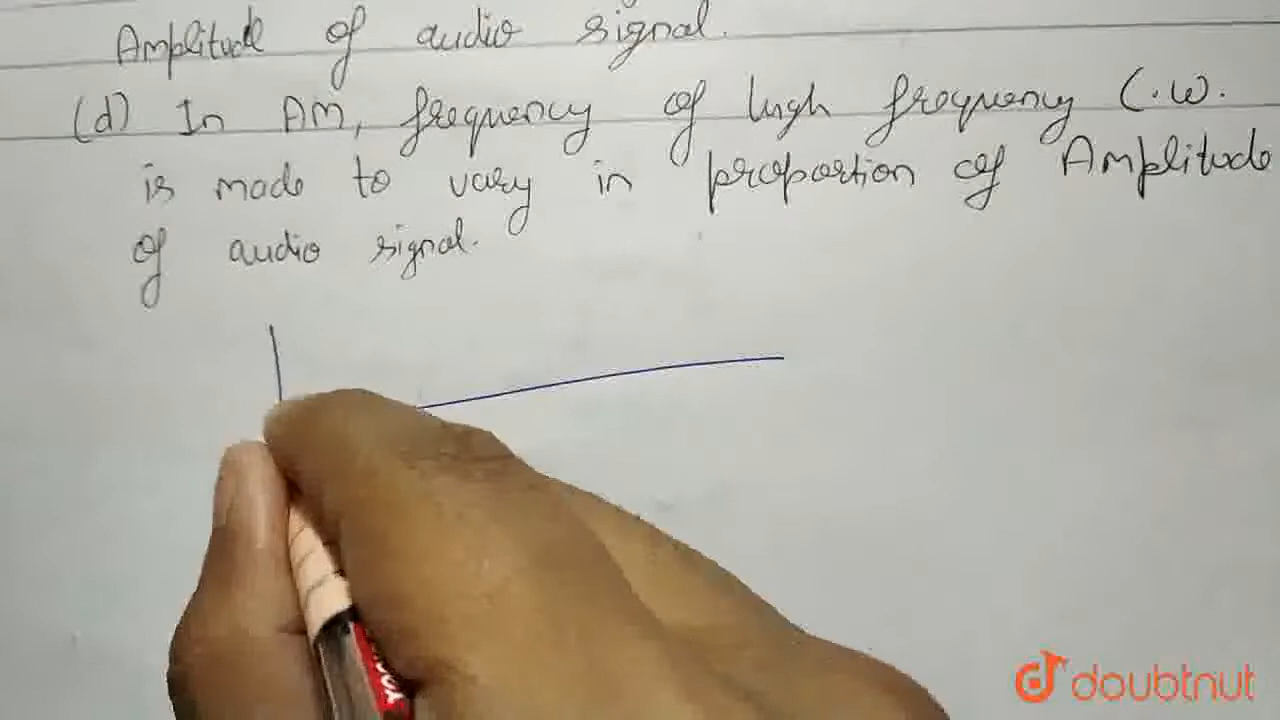 Amplitude of audio signal.
(d) In AM, frequency of high frequency C.W.
is made to vary in proportion of Amplitude
of audio signal.
doubtnut